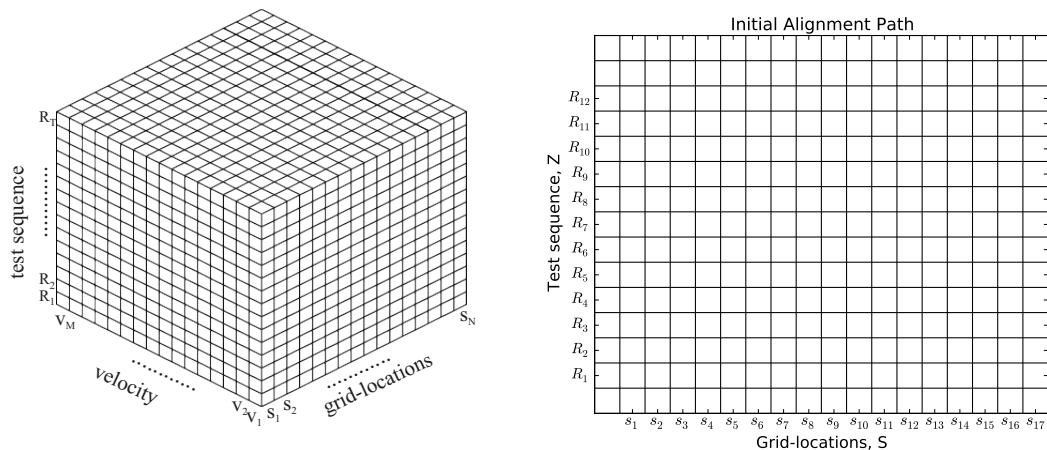 R_T
test sequence
R_2
R_1
V_M
velocity
V_2
V_1
S_1
S_2
grid-locations
S_N
Initial Alignment Path
Test sequence, Z
R_12
R_11
R_10
R_9
R_8
R_7
R_6
R_5
R_4
R_3
R_2
R_1
s_1 s_2 s_3 s_4 s_5 s_6 s_7 s_8 s_9 s_10 s_11 s_12 s_13 s_14 s_15 s_16 s_17
Grid-locations, S